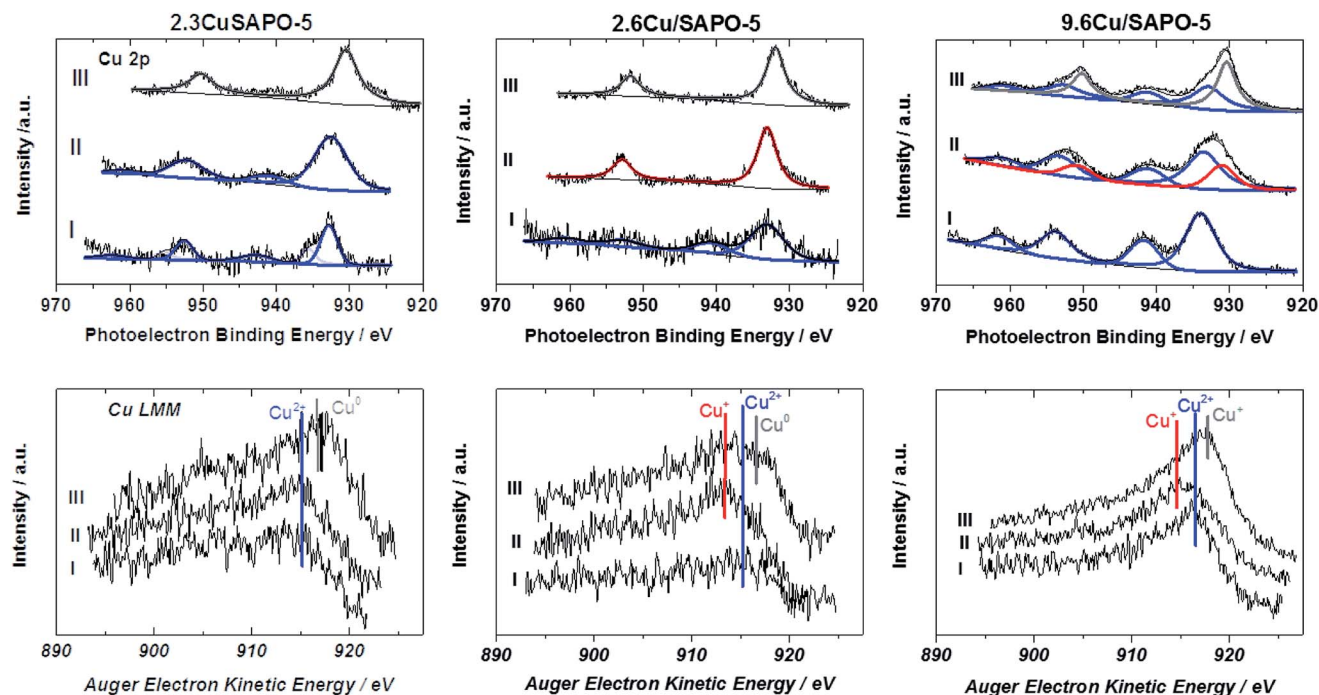 2.3CuSAPO-5
2.6Cu/SAPO-5
9.6Cu/SAPO-5
Cu 2p
III
II
I
Intensity /a.u.
970 960 950 940 930 920
Photoelectron Binding Energy / eV
III
II
I
Intensity / a.u.
970 960 950 940 930 920
Photoelectron Binding Energy / eV
III
II
I
Intensity / a.u.
970 960 950 940 930 920
Photoelectron Binding Energy / eV
Cu LMM
Cu²⁺
Cu⁰
III
II
I
Intensity / a.u.
890 900 910 920
Auger Electron Kinetic Energy / eV
Cu⁺
Cu²⁺
Cu⁰
III
II
I
Intensity / a.u.
890 900 910 920
Auger Electron Kinetic Energy / eV
Cu⁺
Cu²⁺
Cu⁺
III
II
I
Intensity / a.u.
890 900 910 920
Auger Electron Kinetic Energy / eV